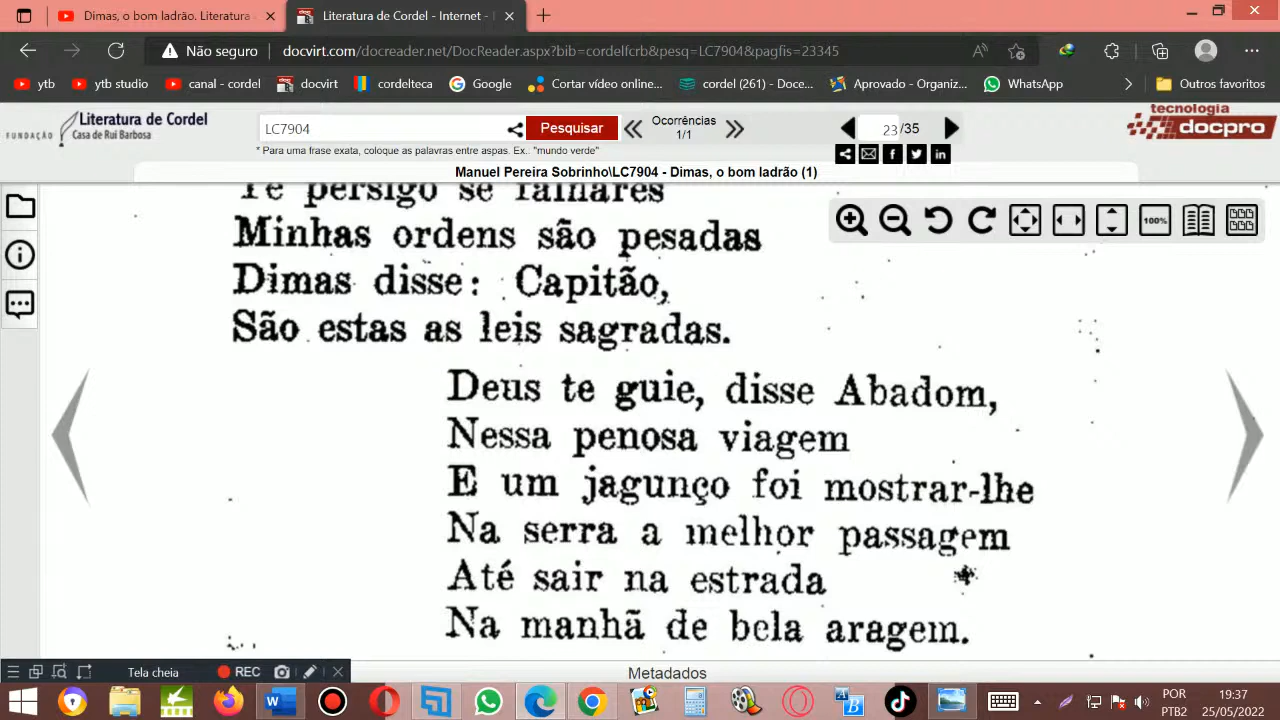 Dimas, o bom ladrão. Literatura
Literatura de Cordel - Internet -
Não seguro
docvirt.com/docreader.net/DocReader.aspx?bib=cordelfcrb&pesq=LC7904&pagfis=23345
ytb
ytb studio
canal - cordel
docvirt
cordelteca
Google
Cortar vídeo online...
cordel (261) - Doce...
Aprovado - Organiz...
WhatsApp
Outros favoritos
FUNDAÇÃO
Literatura de Cordel
Casa de Rui Barbosa
LC7904
Pesquisar
Ocorrências
1/1
23/35
tecnologia
docpro
* Para uma frase exata, coloque as palavras entre aspas. Ex.. "mundo verde"
Manuel Pereira Sobrinho\LC7904 - Dimas, o bom ladrão (1)
100%
Te persigo se falhares
Minhas ordens são pesadas
Dimas disse: Capitão,
São estas as leis sagradas.
Deus te guie, disse Abadom,
Nessa penosa viagem
E um jagunço foi mostrar-lhe
Na serra a melhor passagem
Até sair na estrada
Na manhã de bela aragem.
Tela cheia
REC
Metadados
POR
PTB2
19:37
25/05/2022